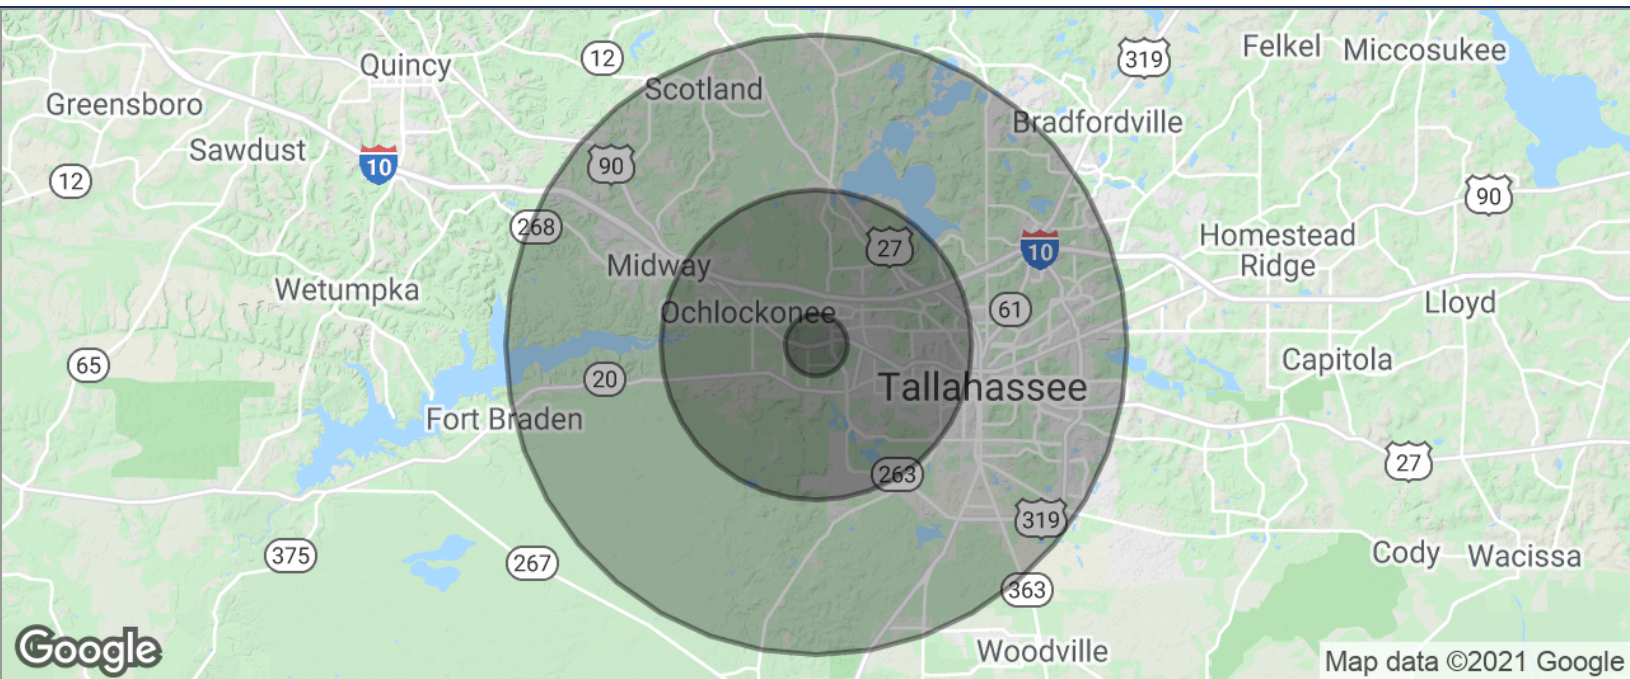 Quincy
12
319
Felkel
Miccosukee
Greensboro
Scotland
Bradfordville
Sawdust
10
90
12
90
268
27
10
Homestead
Ridge
Midway
Wetumpka
Ochlockonee
61
Lloyd
65
20
Tallahassee
Capitola
Fort Braden
263
27
319
375
267
363
Cody
Wacissa
Google
Woodville
Map data ©2021 Google